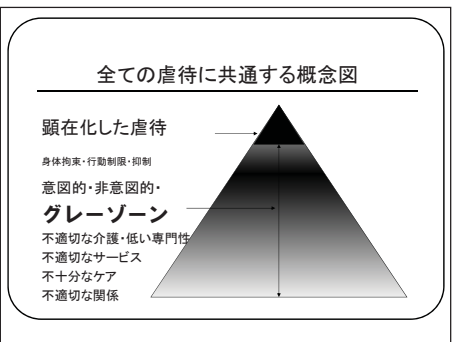 全ての虐待に共通する概念図
顕在化した虐待
身体拘束・行動制限・抑制
意図的・非意図的・
グレーゾーン
不適切な介護・低い専門性
不適切なサービス
不十分なケア
不適切な関係